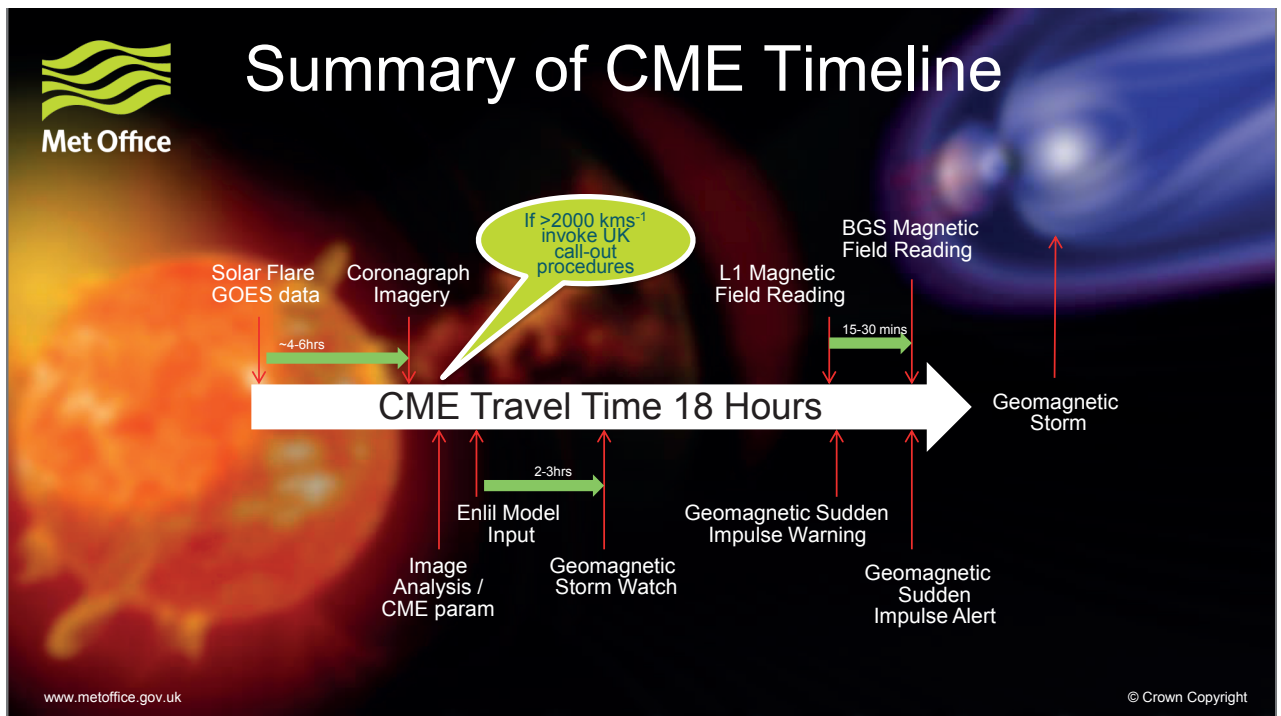 Summary of CME Timeline
Met Office
If >2000 kms⁻¹
invoke UK
call-out
procedures
BGS Magnetic
Field Reading
Solar Flare
GOES data
Coronagraph
Imagery
L1 Magnetic
Field Reading
~4-6hrs
15-30 mins
CME Travel Time 18 Hours
Geomagnetic
Storm
2-3hrs
Enlil Model
Input
Geomagnetic Sudden
Impulse Warning
Image
Analysis /
CME param
Geomagnetic
Storm Watch
Geomagnetic
Sudden
Impulse Alert
www.metoffice.gov.uk
© Crown Copyright